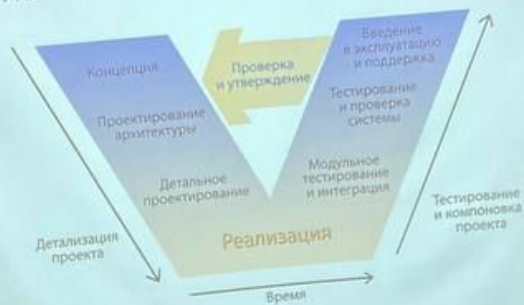 Концепция
Проектирование
архитектуры
Детальное
проектирование
Реализация
Проверка
и утверждение
Введение
в эксплуатацию
и поддержка
Тестирование
и проверка
системы
Модульное
тестирование
и интеграция
Детализация
проекта
Время
Тестирование
и компоновка
проекта